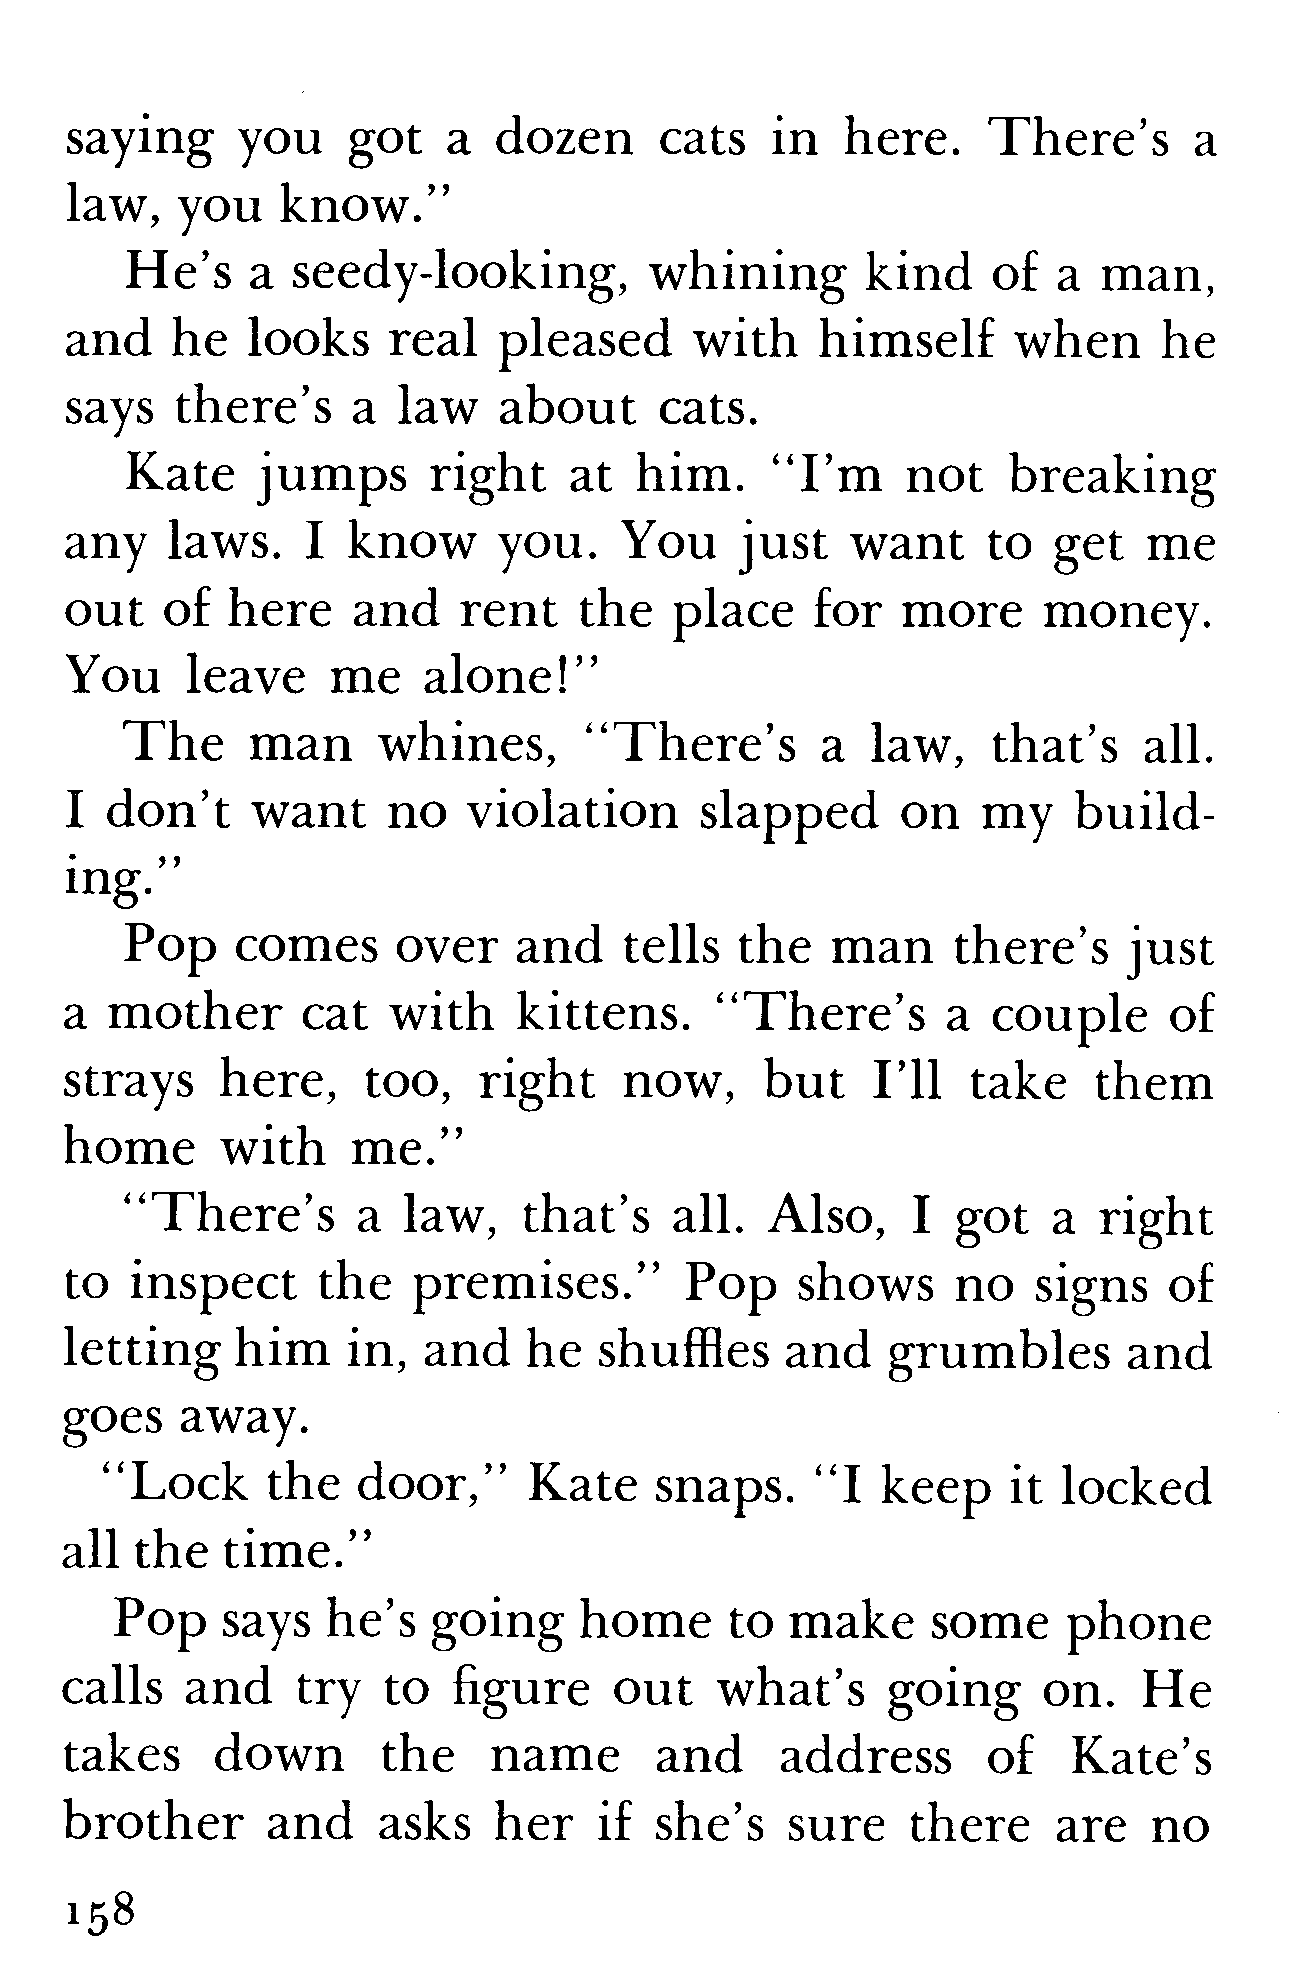 saying you got a dozen cats in here. There's a
law, you know.”
He's a seedy-looking, whining kind of a man,
and he looks real pleased with himself when he
says there's a law about cats.
Kate jumps right at him. “I'm not breaking
any laws. I know you. You just want to get me
out of here and rent the place for more money.
You leave me alone!”
The man whines, “There's a law, that's all.
I don't want no violation slapped on my build-
ing.”
Pop comes over and tells the man there's just
a mother cat with kittens. “There's a couple of
strays here, too, right now, but I'll take them
home with me.”
“There's a law, that's all. Also, I got a right
to inspect the premises.” Pop shows no signs of
letting him in, and he shuffles and grumbles and
goes away.
“Lock the door,” Kate snaps. “I keep it locked
all the time.”
Pop says he's going home to make some phone
calls and try to figure out what's going on. He
takes down the name and address of Kate's
brother and asks her if she's sure there are no
158